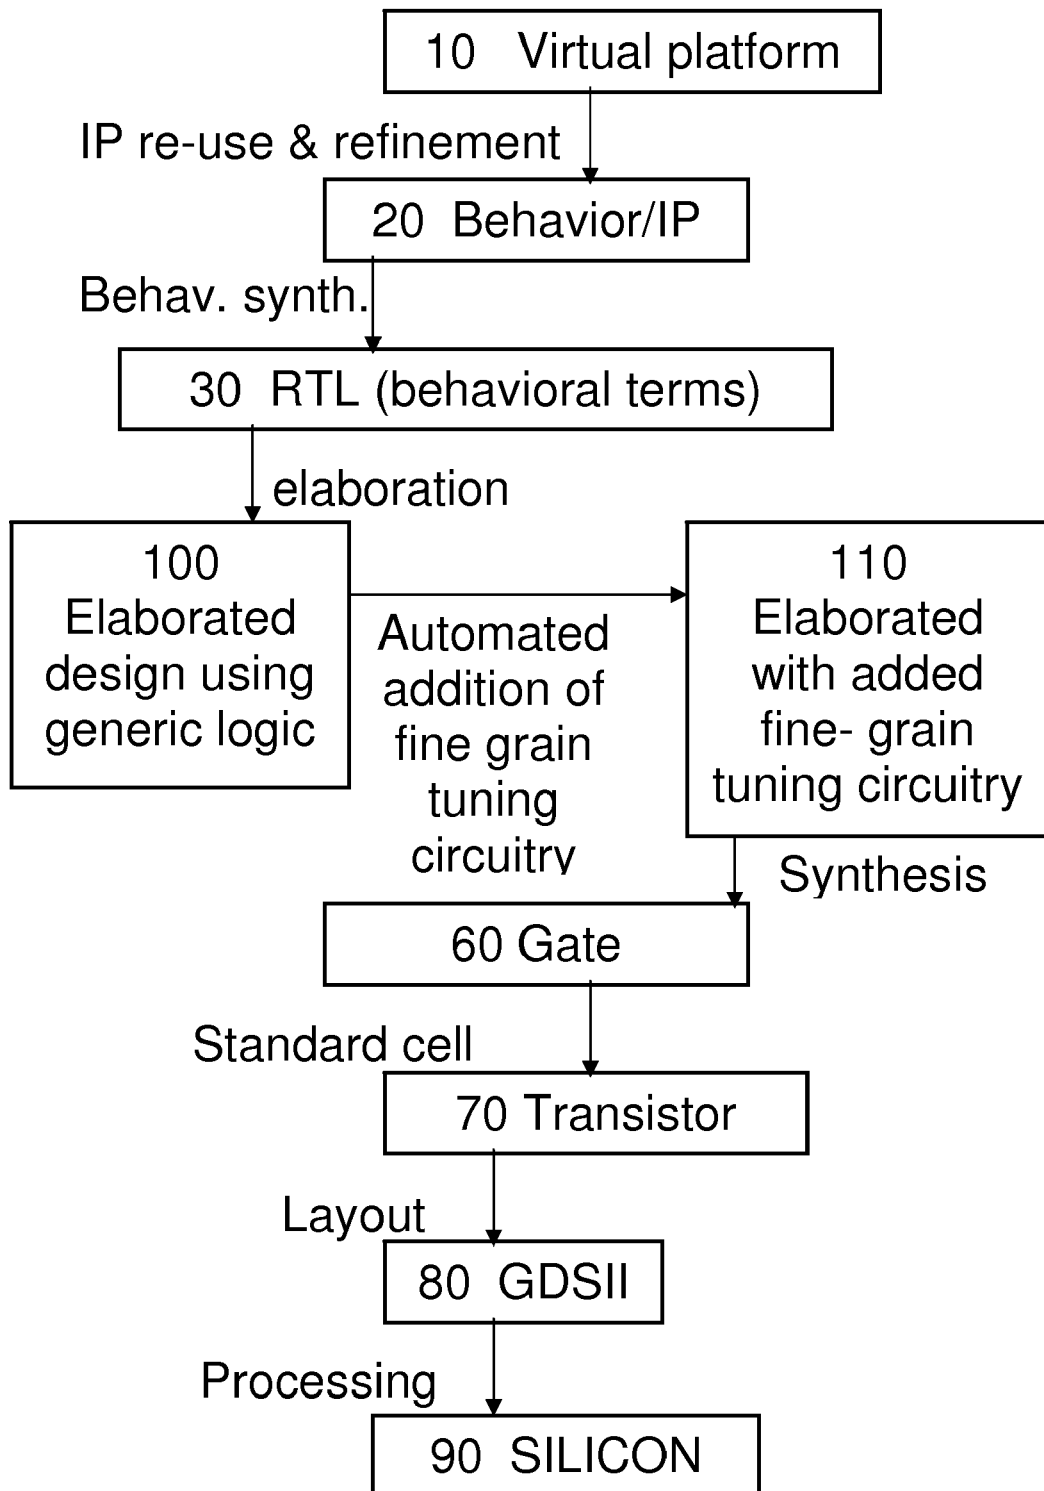 10 Virtual platform
IP re-use & refinement
20 Behavior/IP
Behav. synth.
30 RTL (behavioral terms)
elaboration
100
Elaborated
design using
generic logic
Automated
addition of
fine grain
tuning
circuitry
110
Elaborated
with added
fine- grain
tuning circuitry
Synthesis
60 Gate
Standard cell
70 Transistor
Layout
80 GDSII
Processing
90 SILICON